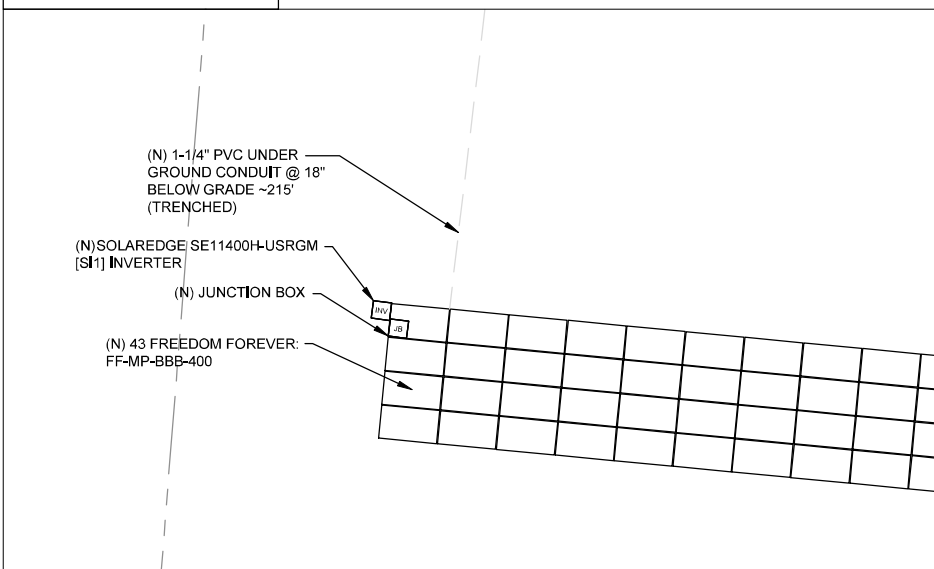 (N) 1-1/4" PVC UNDER
GROUND CONDUIT @ 18"
BELOW GRADE ~215'
(TRENCHED)
(N)SOLAREDGE SE11400H-USRGM
[SI1] INVERTER
(N) JUNCTION BOX
INV
JB
(N) 43 FREEDOM FOREVER:
FF-MP-BBB-400